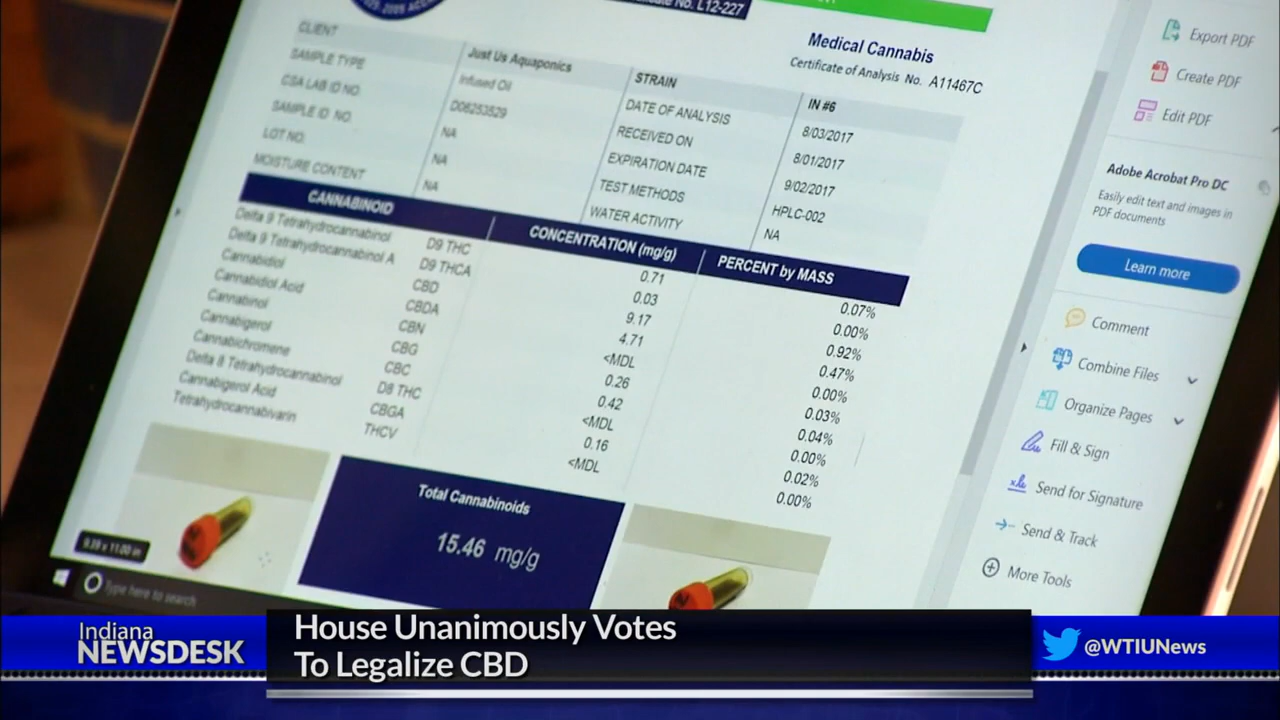 2005 ACC
Certificate No. L12-227
Medical Cannabis
Certificate of Analysis No. A11467C
CLIENT Just Us Aquaponics STRAIN IN #6
SAMPLE TYPE Infused Oil DATE OF ANALYSIS 8/03/2017
CSA LAB ID NO. D08253529 RECEIVED ON 8/01/2017
SAMPLE ID NO. NA EXPIRATION DATE 9/02/2017
LOT NO. NA TEST METHODS HPLC-002
MOISTURE CONTENT NA WATER ACTIVITY NA
CANNABINOID CONCENTRATION (mg/g) PERCENT by MASS
Delta 9 Tetrahydrocannabinol D9 THC 0.71 0.07%
Delta 9 Tetrahydrocannabinol A D9 THCA 0.03 0.00%
Cannabidiol CBD 9.17 0.92%
Cannabidiol Acid CBDA 4.71 0.47%
Cannabinol CBN <MDL 0.00%
Cannabigerol CBG 0.26 0.03%
Cannabichromene CBC 0.42 0.04%
Delta 8 Tetrahydrocannabinol D8 THC <MDL 0.00%
Cannabigerol Acid CBGA 0.16 0.02%
Tetrahydrocannabivarin THCV <MDL 0.00%
Total Cannabinoids
15.46 mg/g
Export PDF
Create PDF
Edit PDF
Adobe Acrobat Pro DC
Easily edit text and images in
PDF documents
Learn more
Comment
Combine Files
Organize Pages
Fill & Sign
Send for Signature
Send & Track
More Tools
Type here to search
Indiana
NEWSDESK
House Unanimously Votes
To Legalize CBD
@WTIUNews